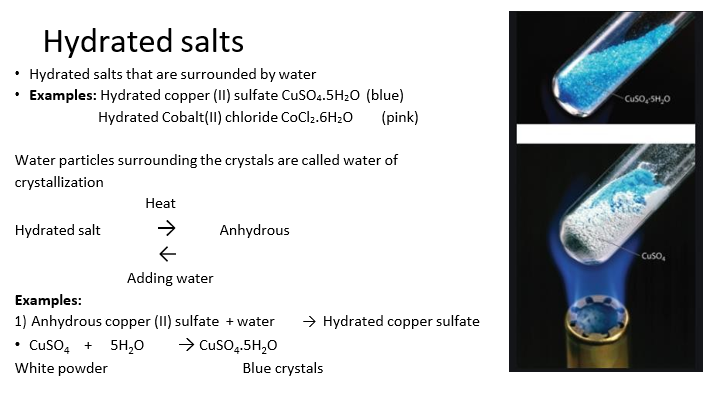 Hydrated salts
• Hydrated salts that are surrounded by water
• Examples: Hydrated copper (II) sulfate CuSO₄.5H₂O (blue)
Hydrated Cobalt(II) chloride CoCl₂.6H₂O (pink)
Water particles surrounding the crystals are called water of
crystallization
Heat
Hydrated salt → Anhydrous
←
Adding water
Examples:
1) Anhydrous copper (II) sulfate + water → Hydrated copper sulfate
• CuSO₄ + 5H₂O → CuSO₄.5H₂O
White powder Blue crystals
CuSO₄·5H₂O
CuSO₄